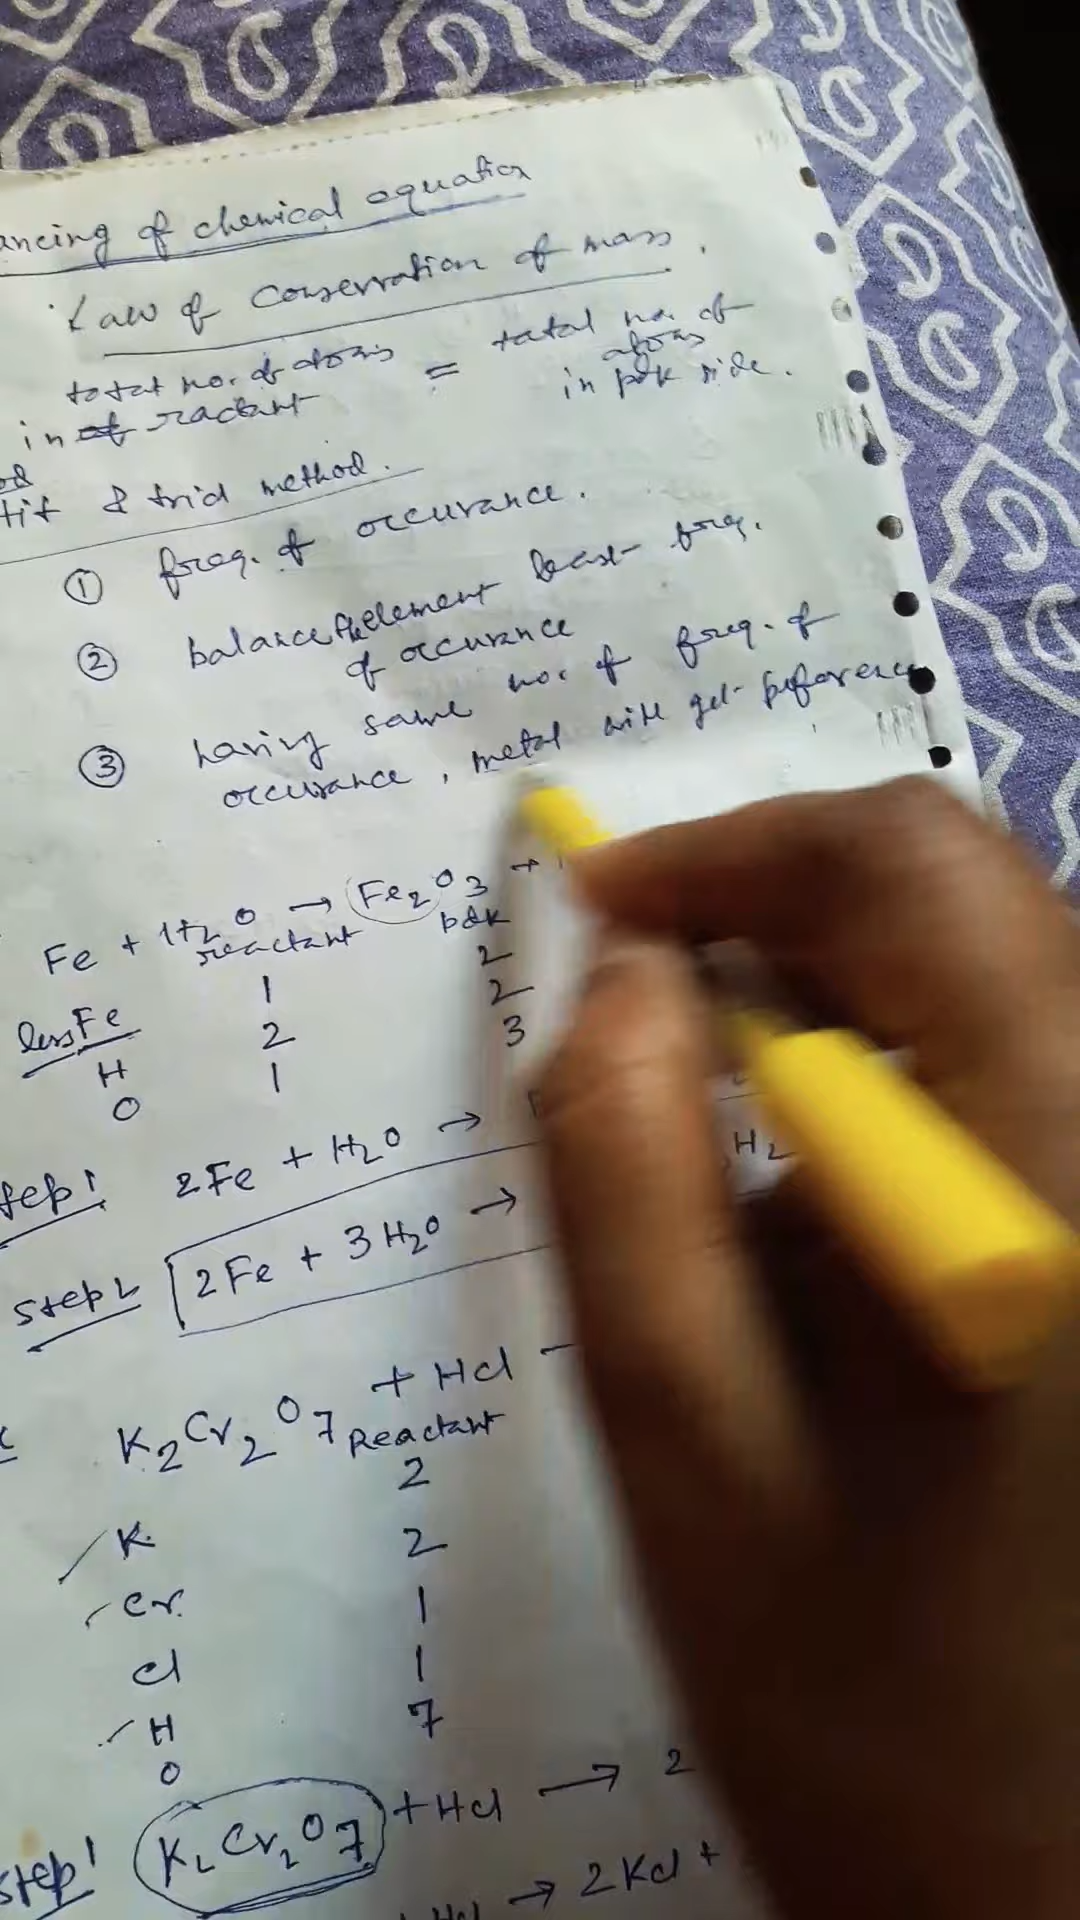 ancing of chemical equation
Law of Conservation of mass.
total no. of atoms = total no. of atoms
in reactant in pdk side.
Hit & trid method.
① freq. of occurance.
② balance the element least freq.
of occurance
③ having same no. of freq. of
occurance, metal will get preference
Fe + H2O → Fe2O3 +
reactant pdk
less Fe 1 2
H 2 2
O 1 3
step 1 2Fe + H2O →
step 2 2Fe + 3H2O → H2
K2Cr2O7 + HCl
Reactant
K 2
Cr. 2
Cl 1
H 1
O 7
step 1 K2Cr2O7 + HCl → 2
→ 2KCl +